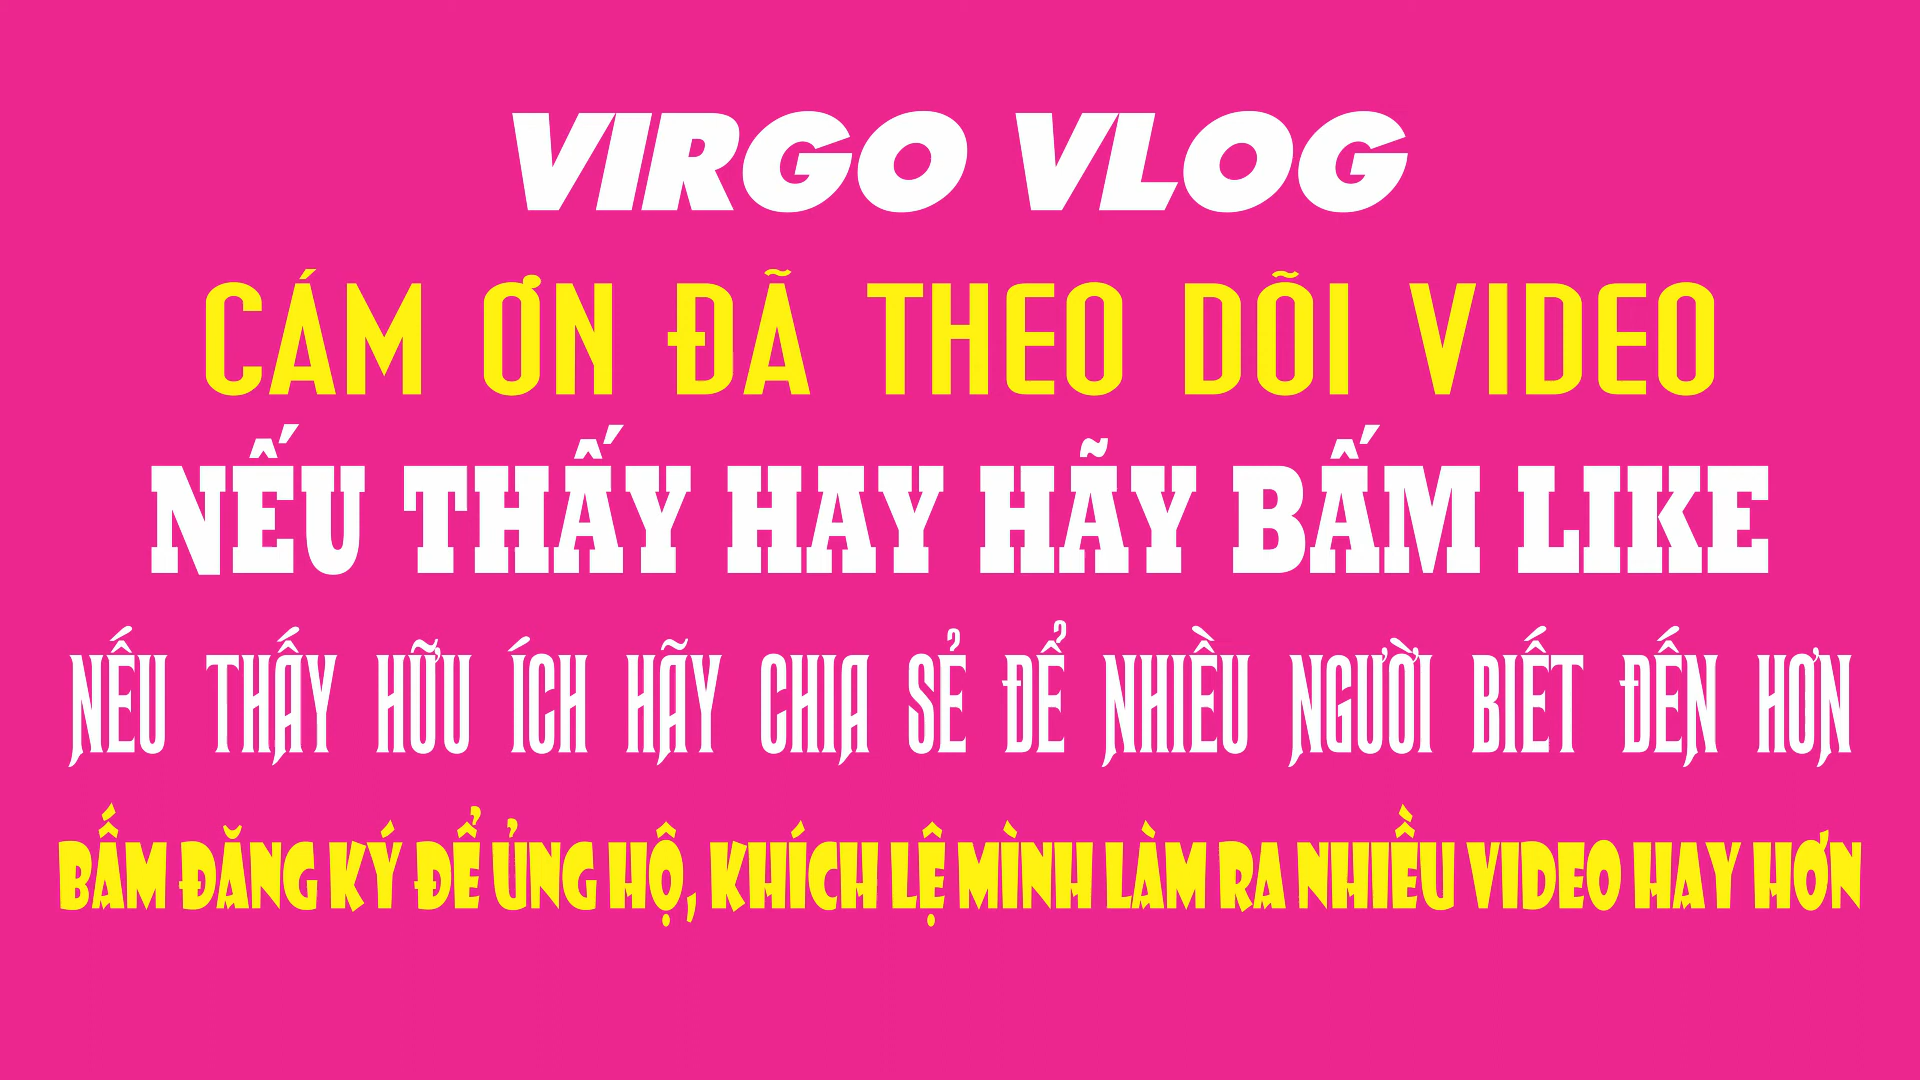 VIRGO VLOG
CÁM ƠN ĐÃ THEO DÕI VIDEO
NẾU THẤY HAY HÃY BẤM LIKE
NẾU THẤY HỮU ÍCH HÃY CHIA SẺ ĐỂ NHIỀU NGƯỜI BIẾT ĐẾN HƠN
BẤM ĐĂNG KÝ ĐỂ ỦNG HỘ, KHÍCH LỆ MÌNH LÀM RA NHIỀU VIDEO HAY HƠN